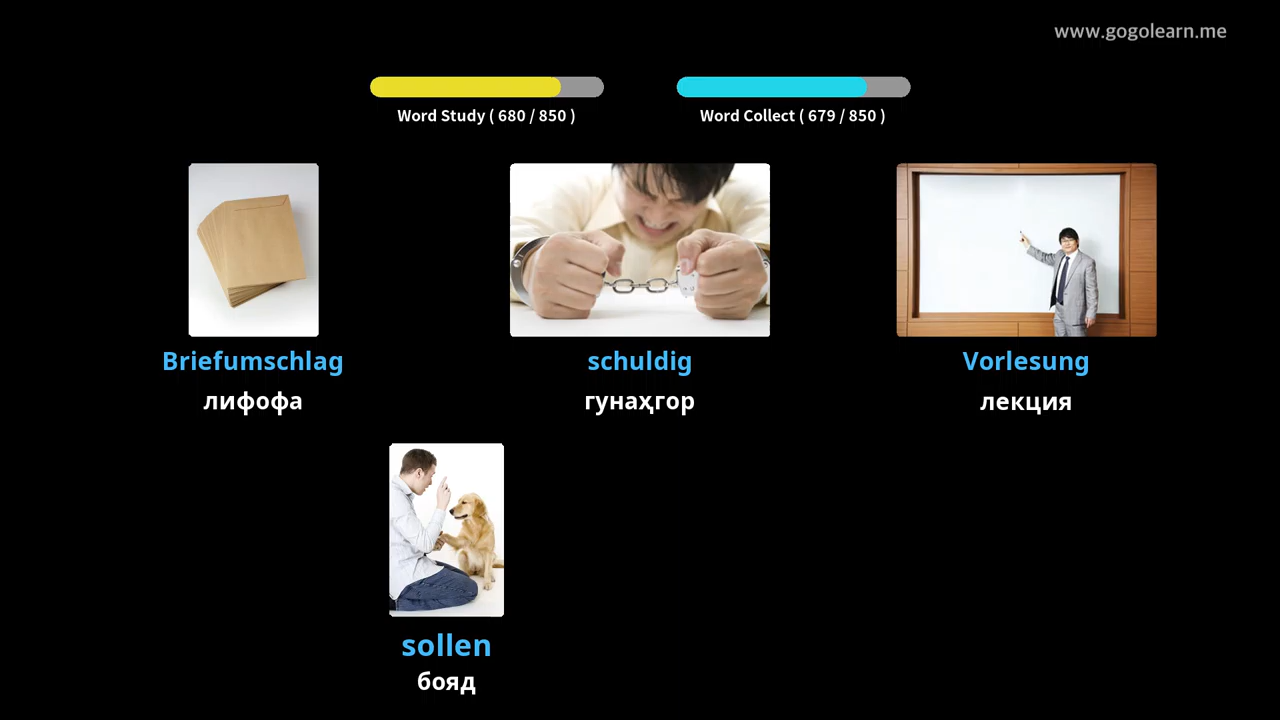 www.gogolearn.me
Word Study ( 680 / 850 )
Word Collect ( 679 / 850 )
Briefumschlag
лифофа
schuldig
гунаҳгор
Vorlesung
лекция
sollen
бояд